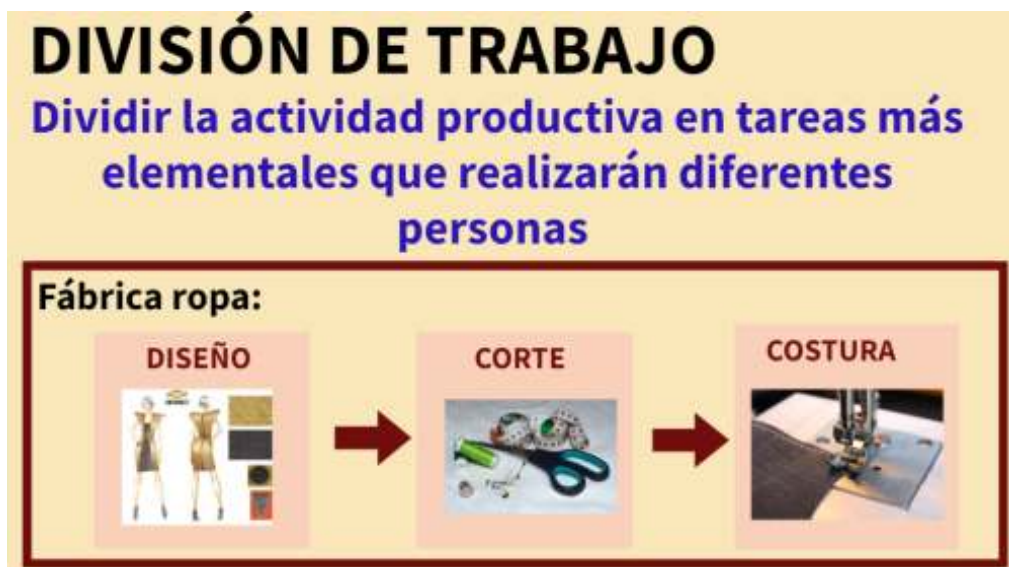 DIVISIÓN DE TRABAJO
Dividir la actividad productiva en tareas más
elementales que realizarán diferentes
personas
Fábrica ropa:
DISEÑO
CORTE
COSTURA